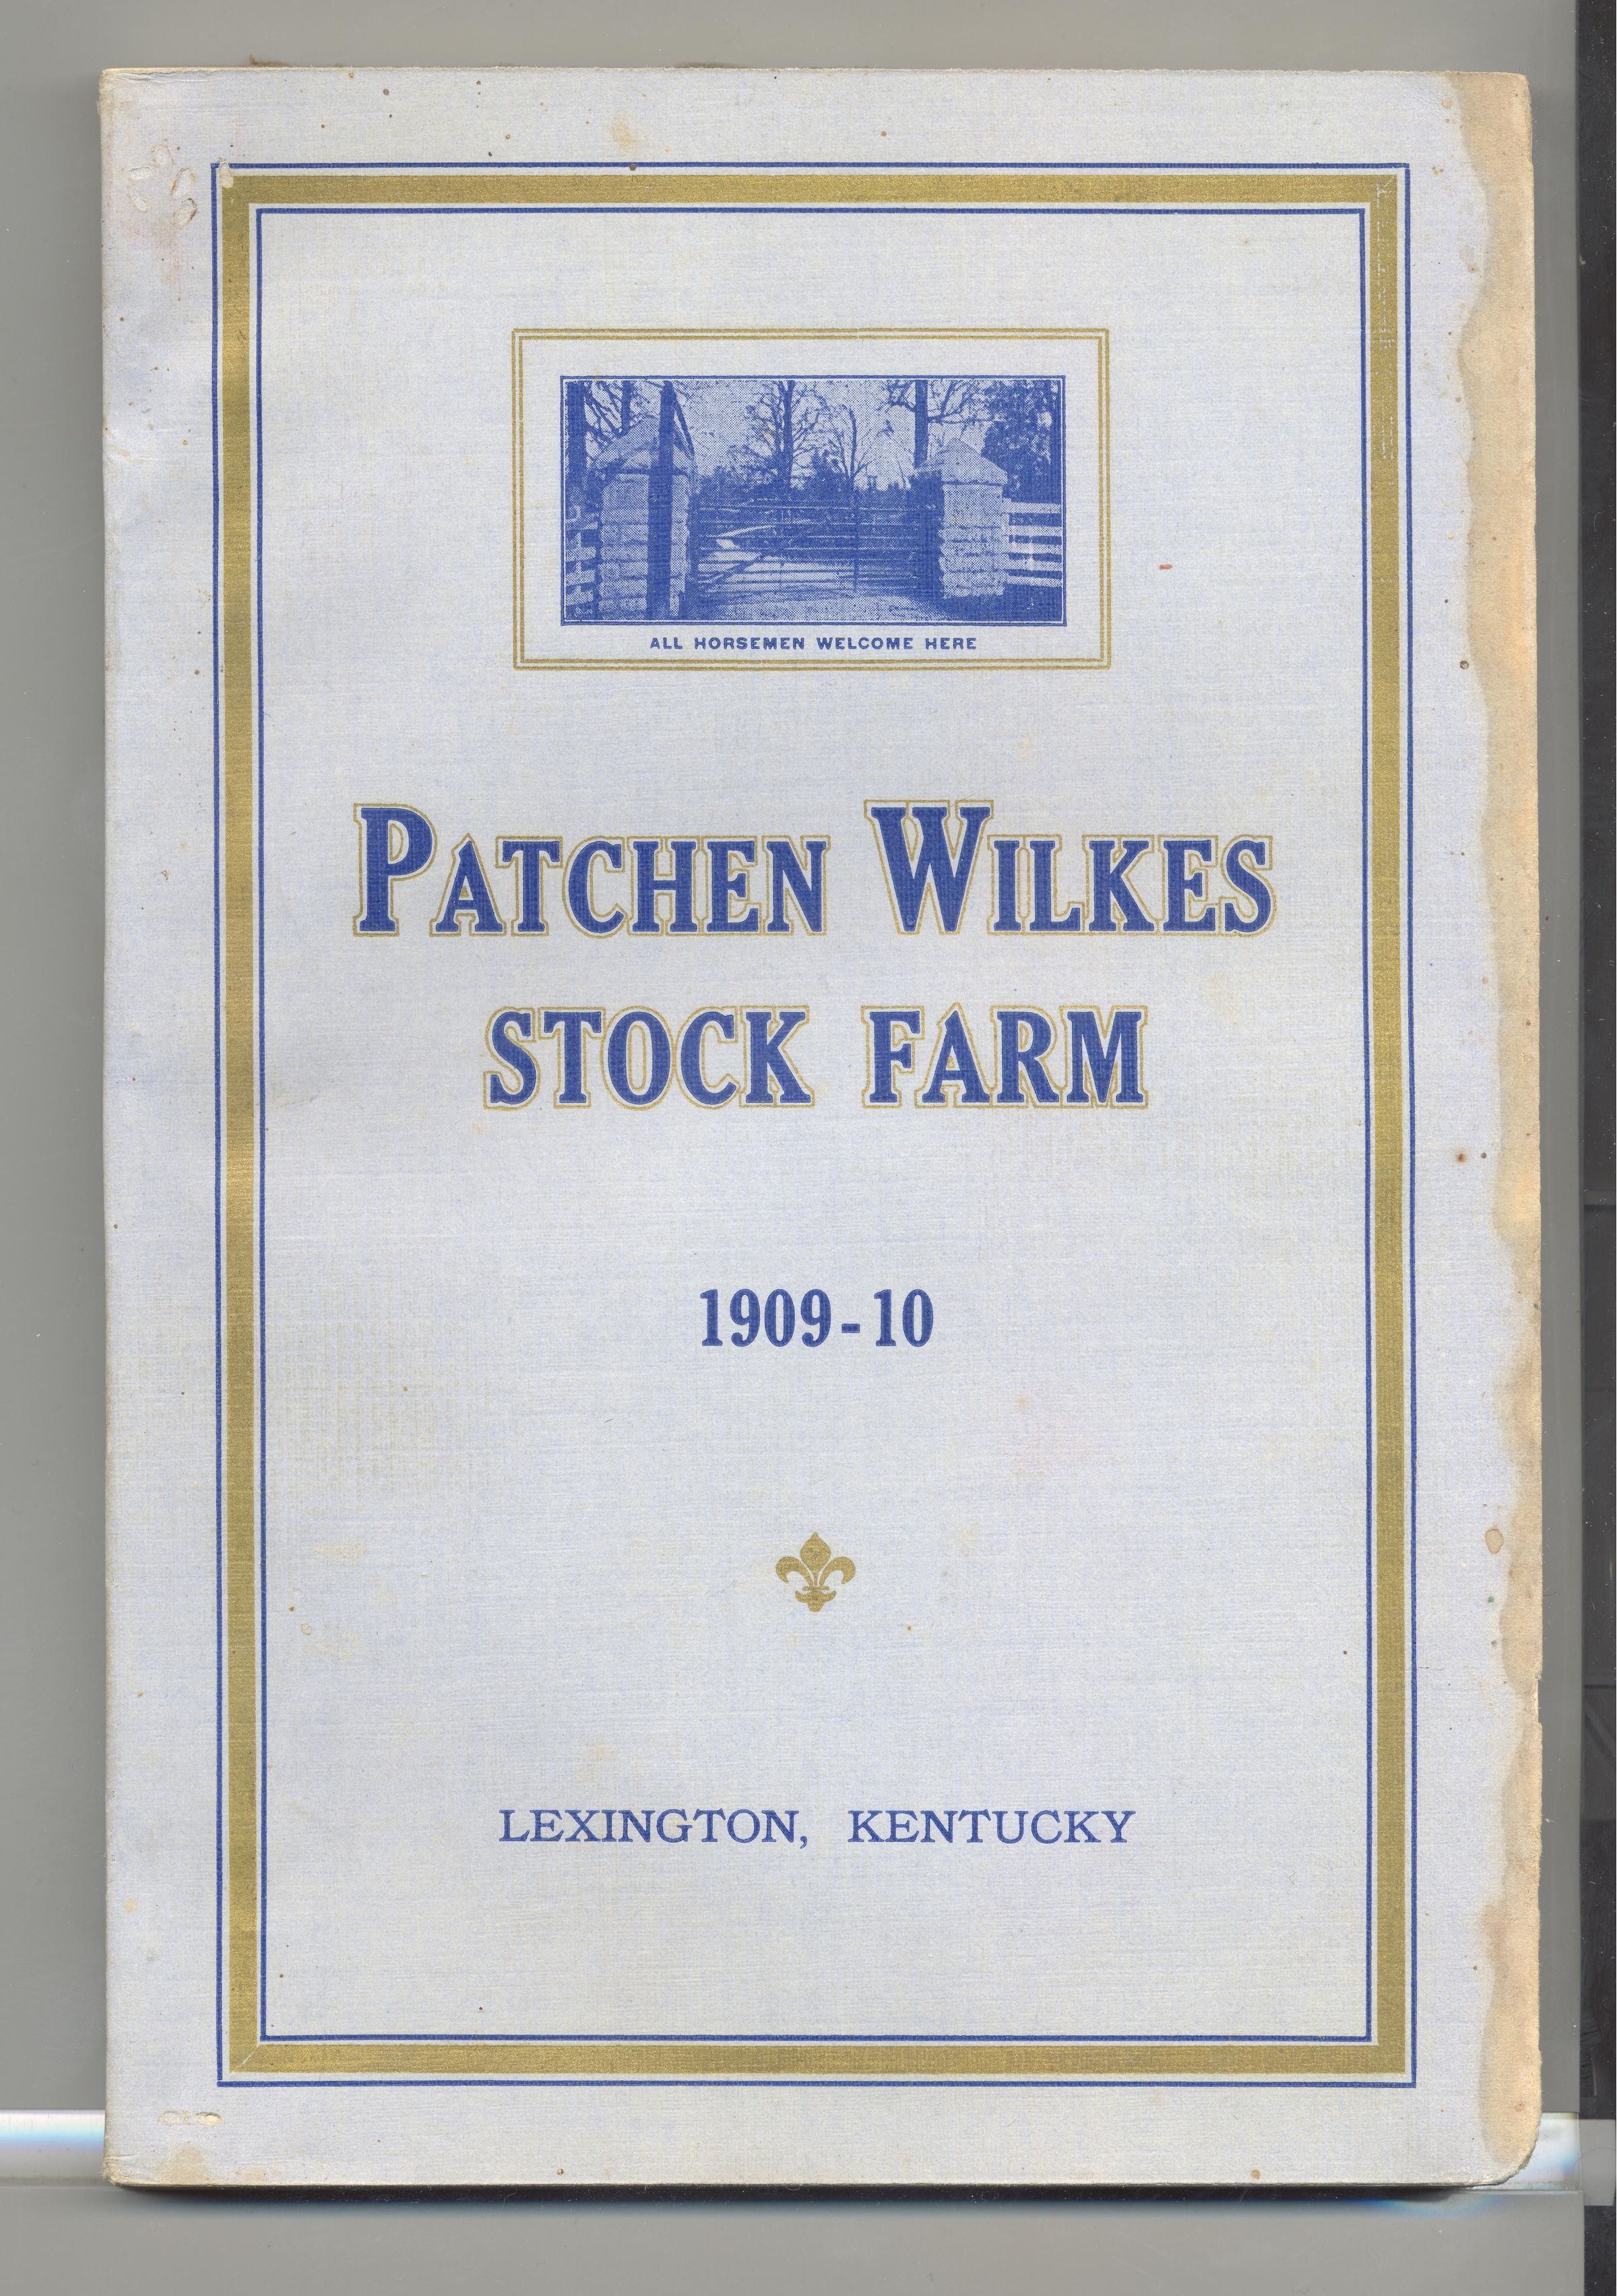 ALL HORSEMEN WELCOME HERE
PATCHEN WILKES
STOCK FARM
1909-10
LEXINGTON, KENTUCKY